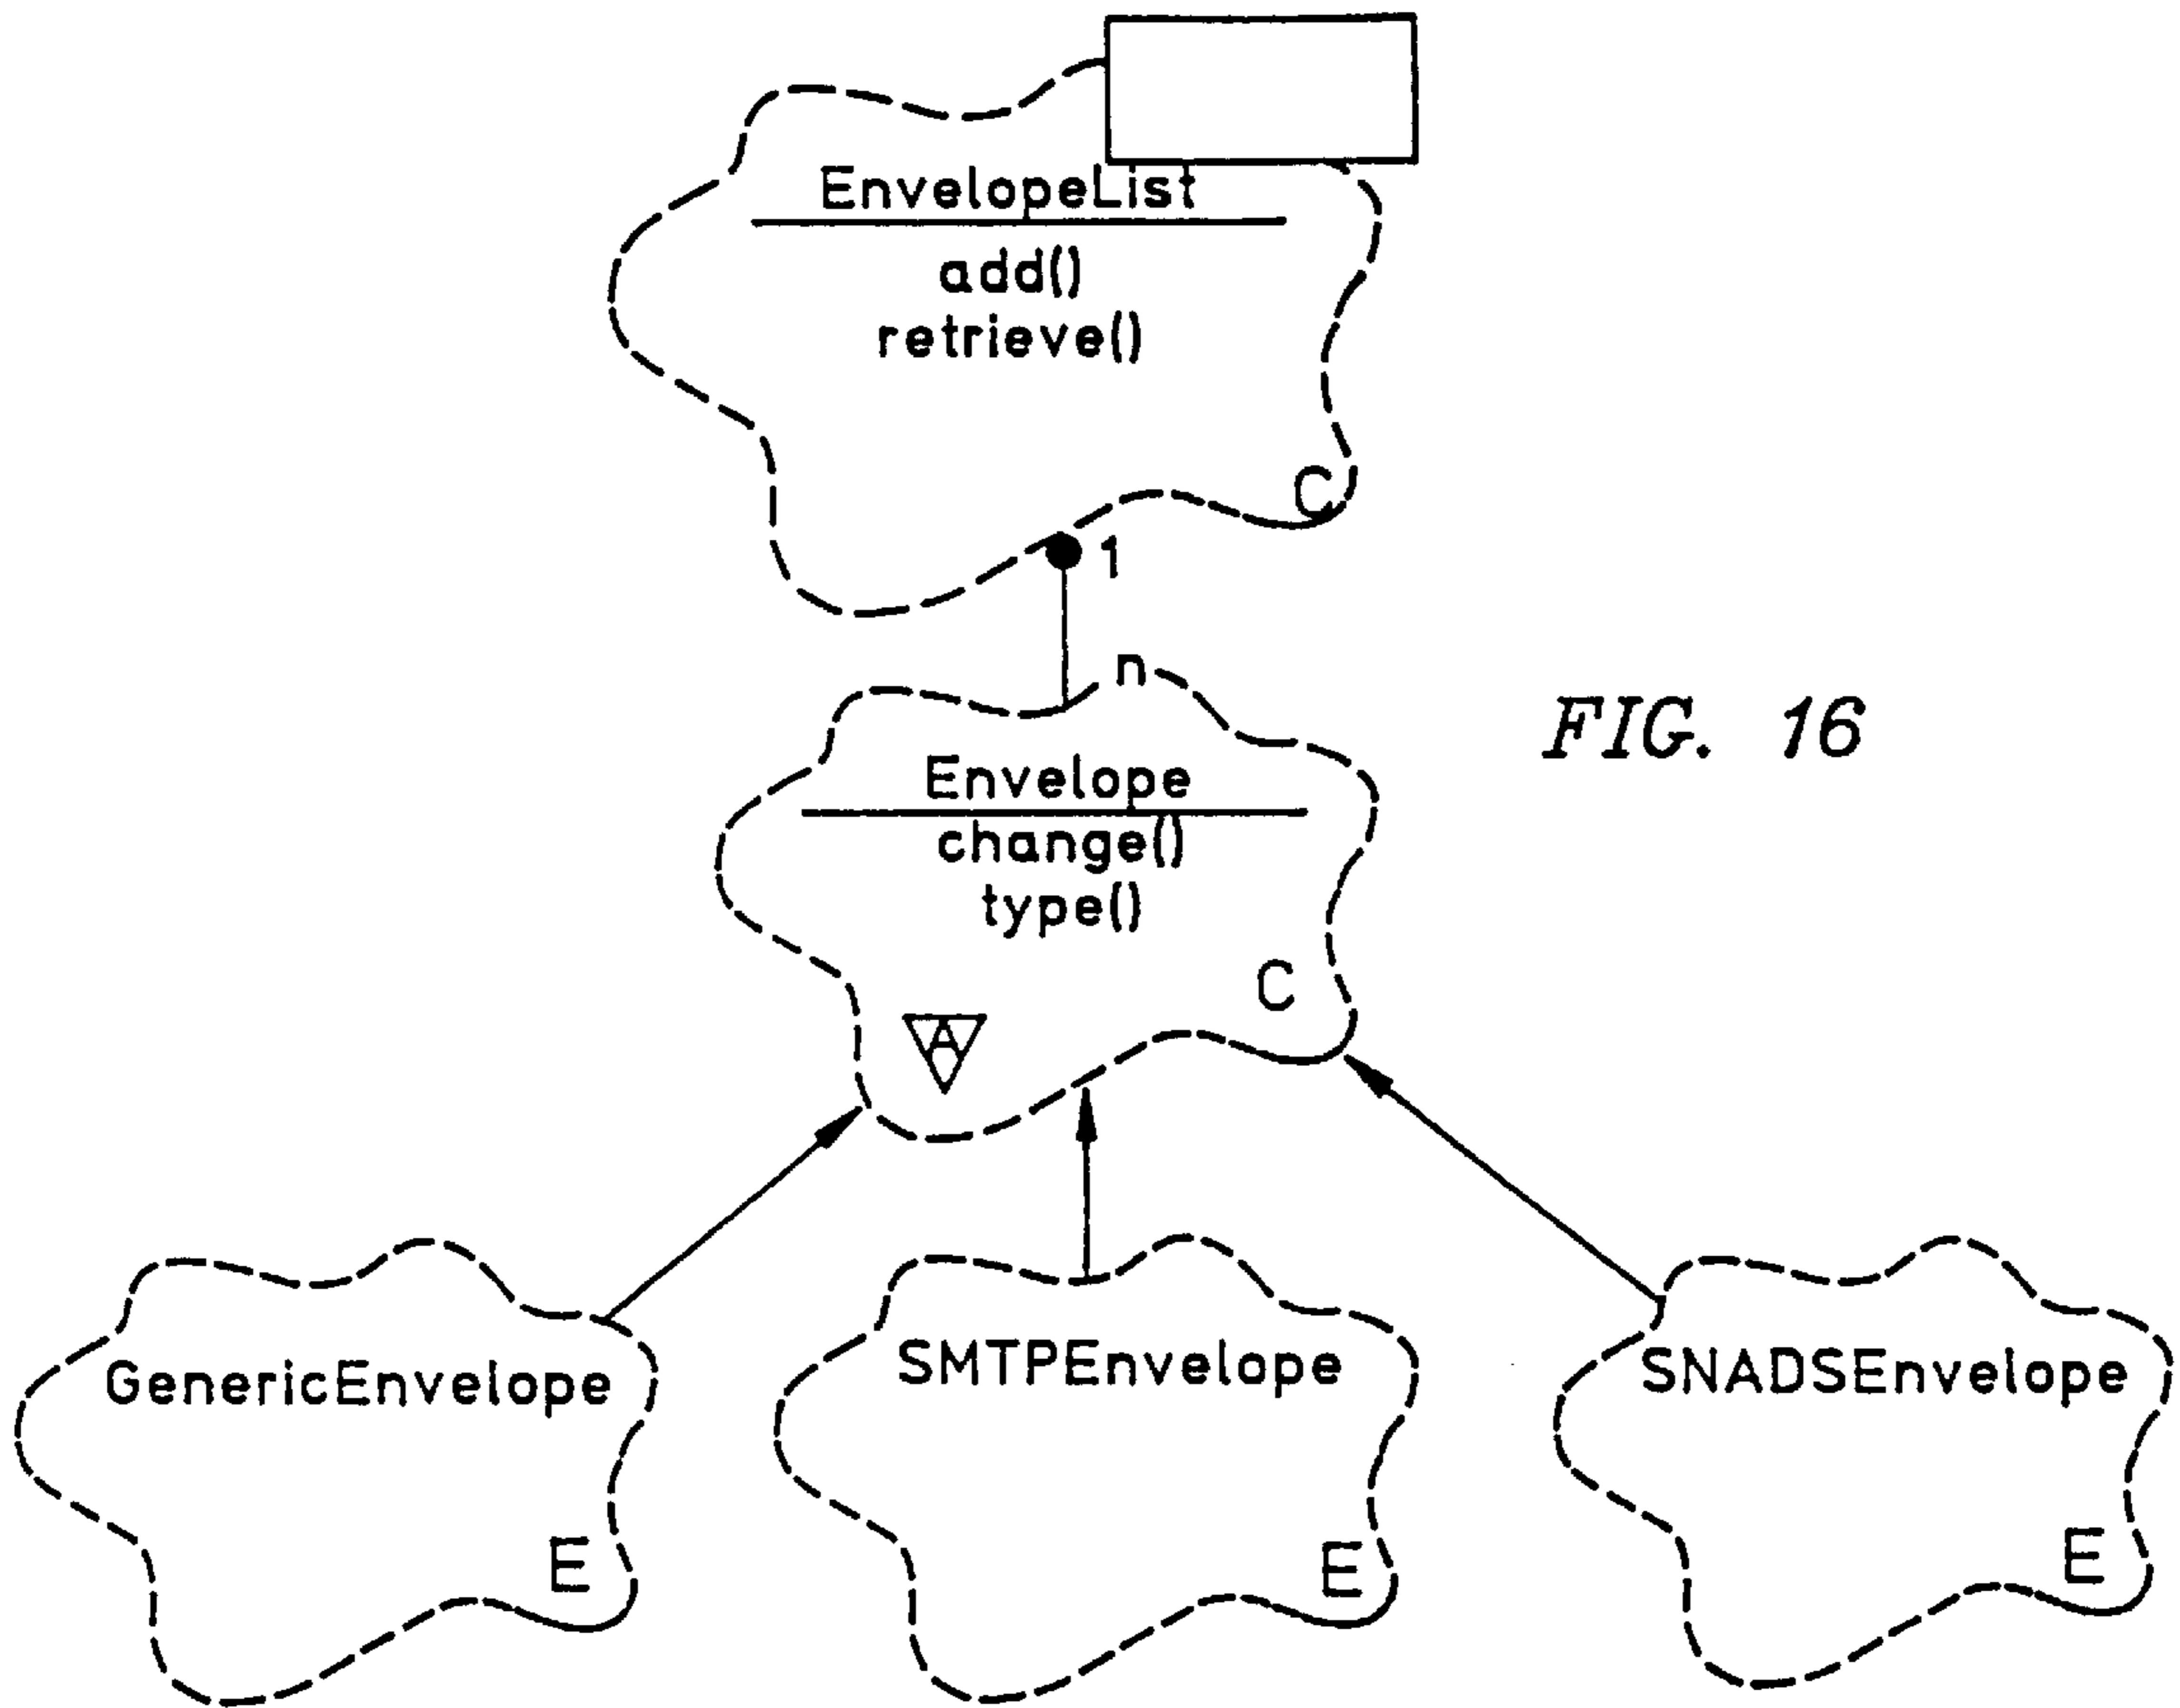 EnvelopeList
add()
retrieve()
C
1
n
FIG. 16
Envelope
change()
type()
C
A
GenericEnvelope
SMTPEnvelope
SNADSEnvelope
E
E
E